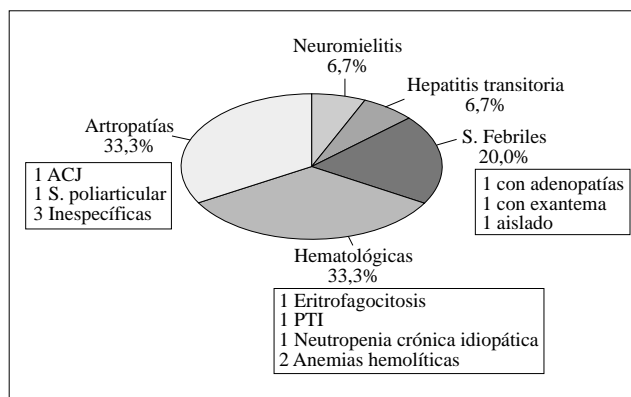 Neuromielitis
6,7%
Hepatitis transitoria
6,7%
S. Febriles
20,0%
1 con adenopatías
1 con exantema
1 aislado
Artropatías
33,3%
1 ACJ
1 S. poliarticular
3 Inespecíficas
Hematológicas
33,3%
1 Eritrofagocitosis
1 PTI
1 Neutropenia crónica idiopática
2 Anemias hemolíticas